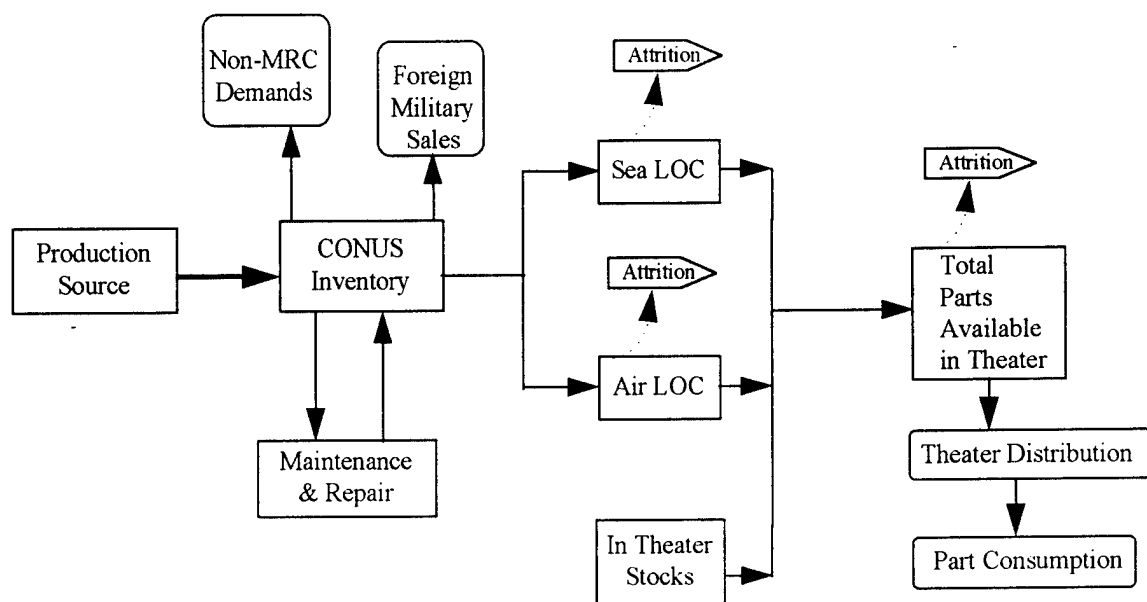 Non-MRC
Demands
Foreign
Military
Sales
Attrition
Sea LOC
Attrition
Production
Source
CONUS
Inventory
Attrition
Air LOC
Total
Parts
Available
in Theater
Maintenance
& Repair
Theater Distribution
In Theater
Stocks
Part Consumption